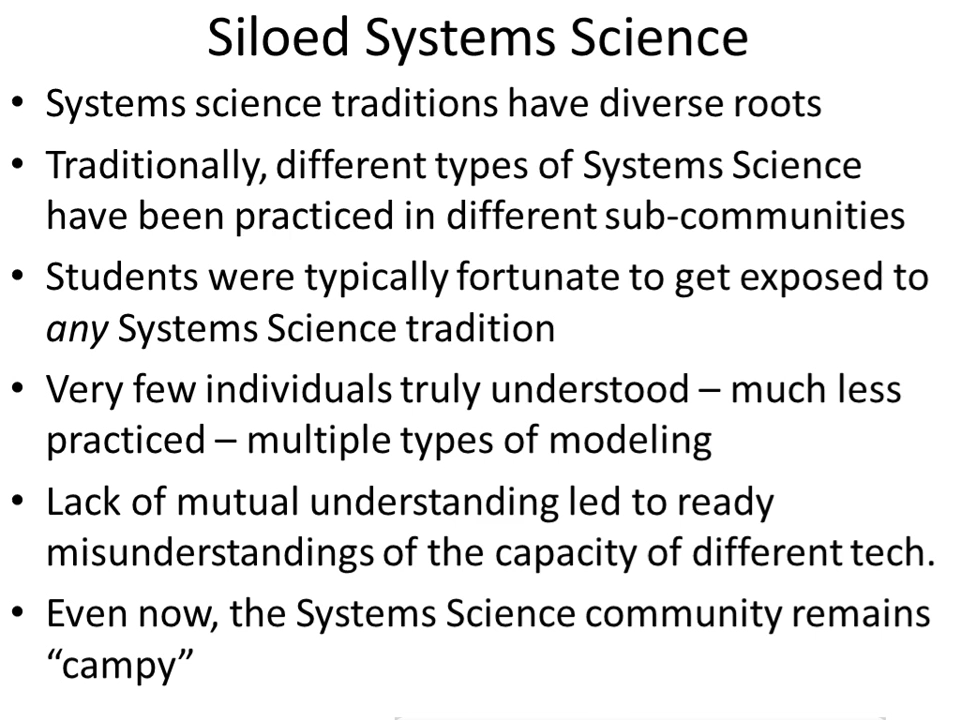 Siloed Systems Science
• Systems science traditions have diverse roots
• Traditionally, different types of Systems Science
have been practiced in different sub-communities
• Students were typically fortunate to get exposed to
any Systems Science tradition
• Very few individuals truly understood – much less
practiced – multiple types of modeling
• Lack of mutual understanding led to ready
misunderstandings of the capacity of different tech.
• Even now, the Systems Science community remains
“campy”